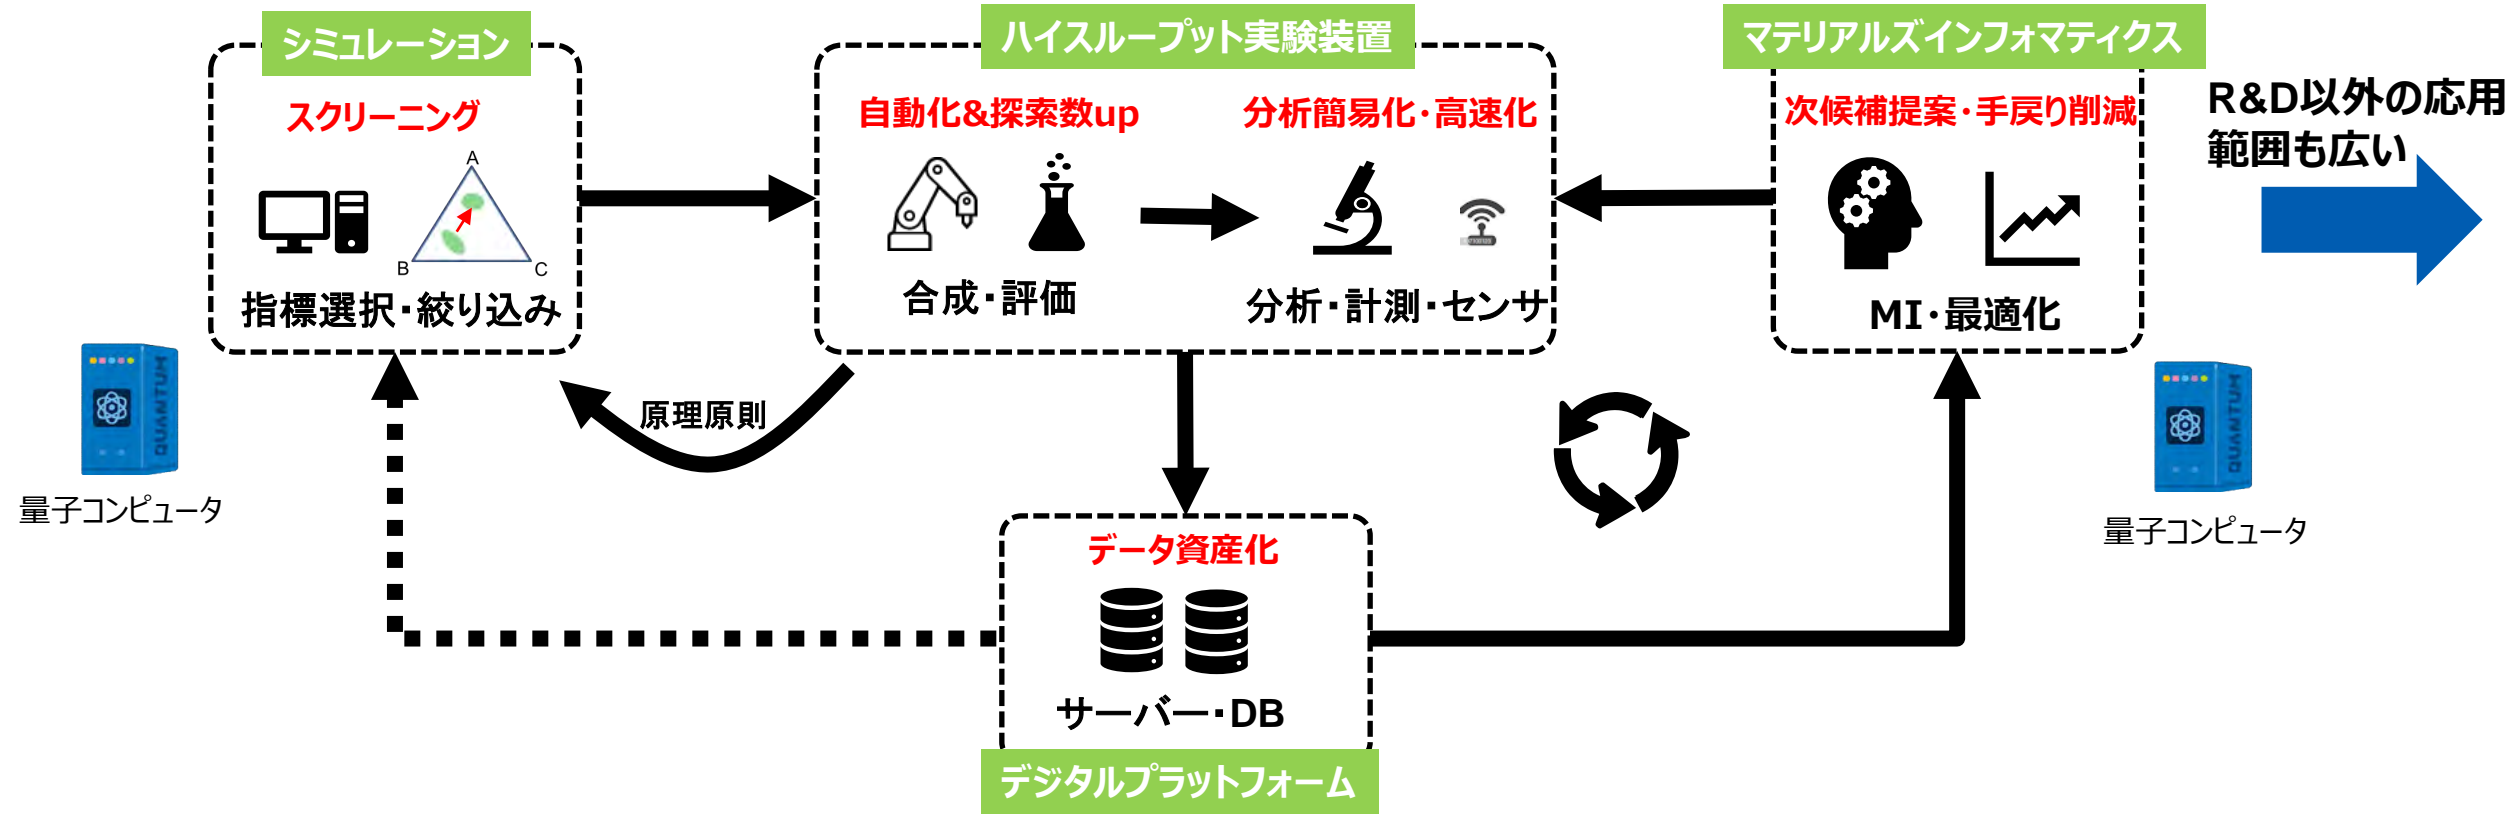 シミュレーション
スクリーニング
A
B
C
指標選択・絞り込み
ハイスループット実験装置
自動化&探索数up
分析簡易化・高速化
合成・評価
分析・計測・センサ
マテリアルズインフォマティクス
次候補提案・手戻り削減
MI・最適化
R&D以外の応用
範囲も広い
QUANTUM
量子コンピュータ
原理原則
QUANTUM
量子コンピュータ
データ資産化
サーバー・DB
デジタルプラットフォーム